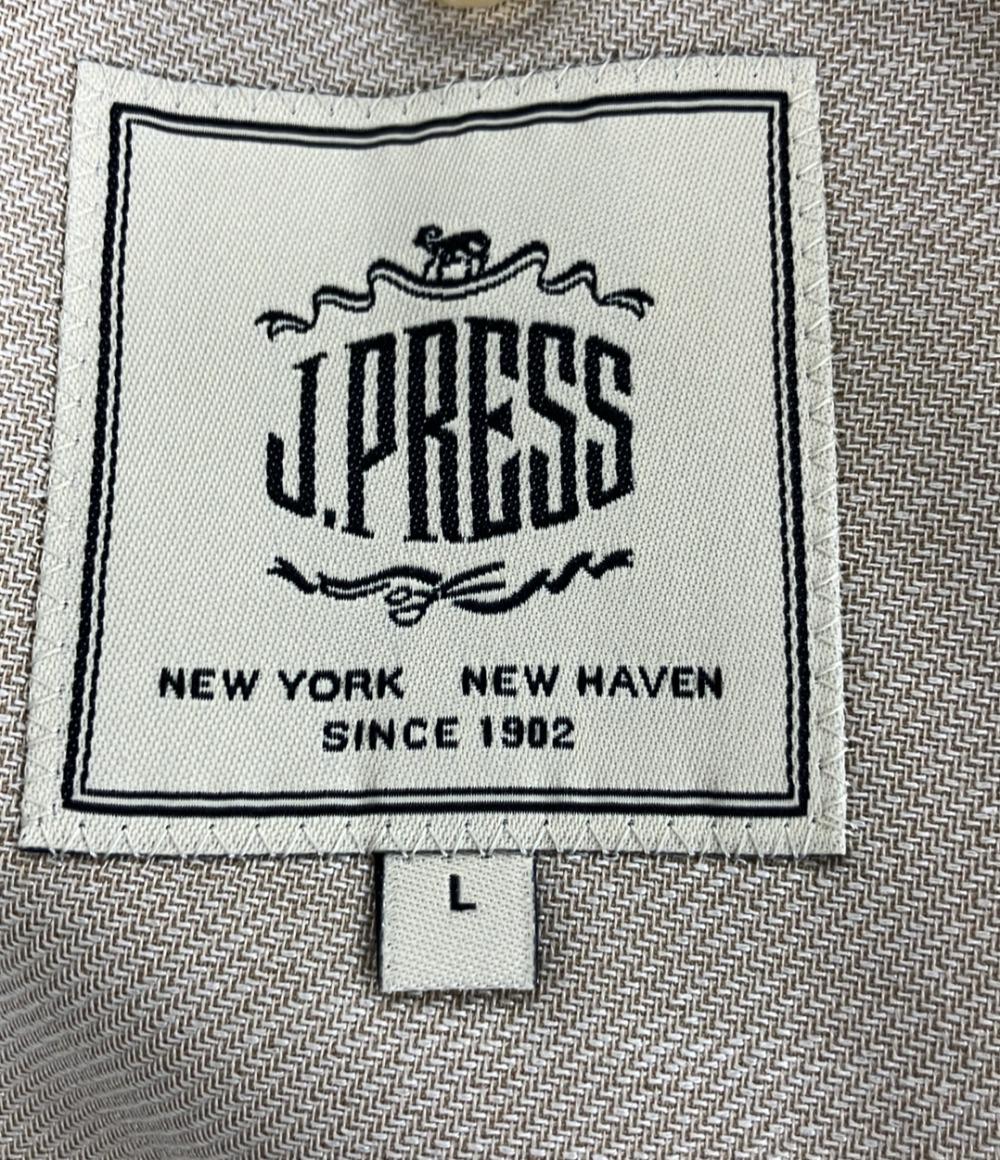 J.PRESS
NEW YORK NEW HAVEN
SINCE 1902
L